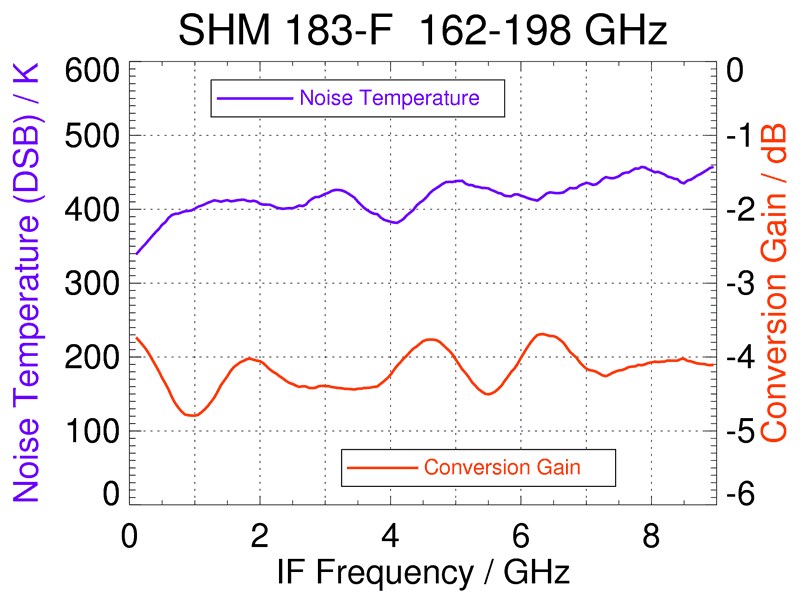 SHM 183-F  162-198 GHz
Noise Temperature (DSB) / K
600
500
400
300
200
100
0
Noise Temperature
Conversion Gain
0
-1
-2
-3
-4
-5
-6
Conversion Gain / dB
0 2 4 6 8
IF Frequency / GHz